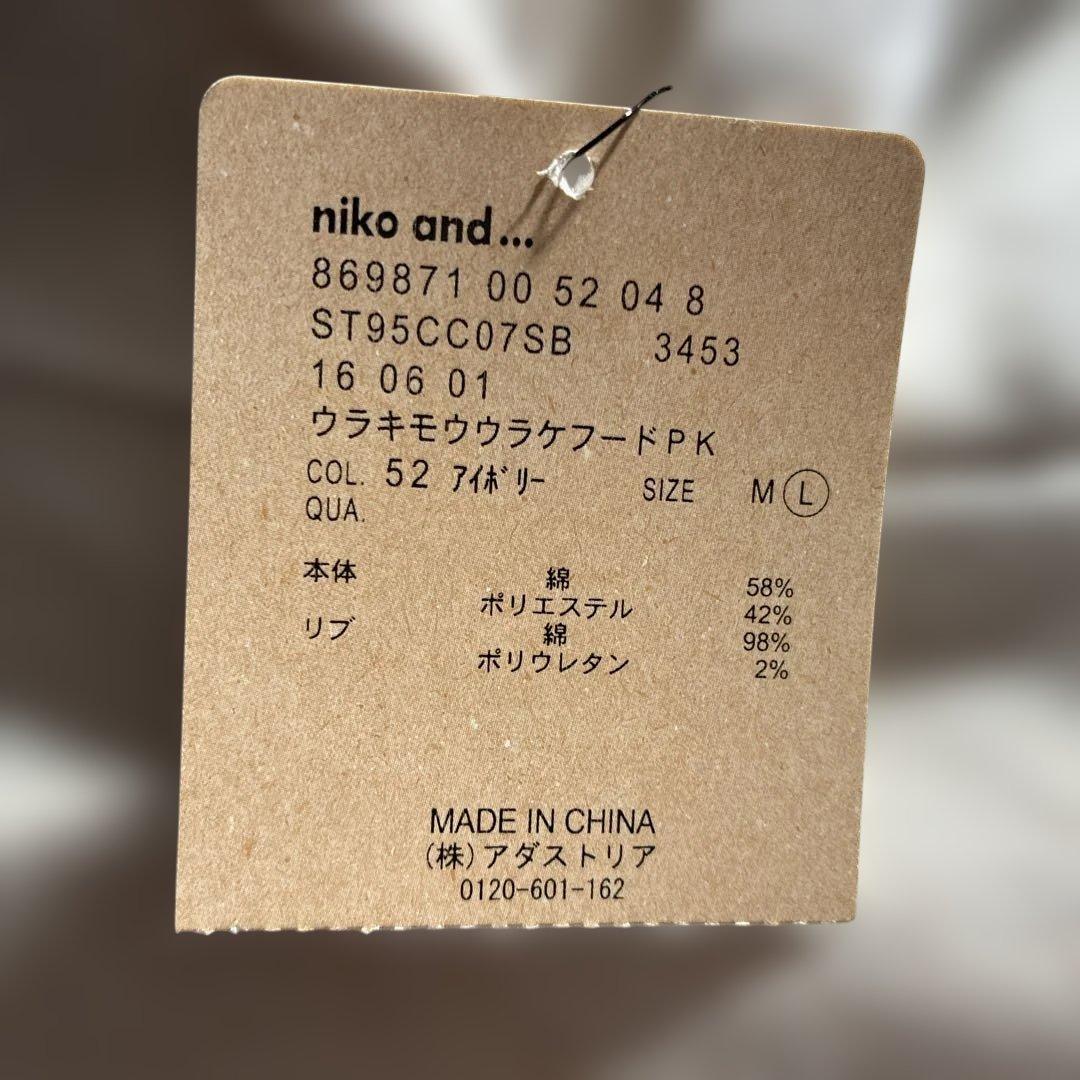 niko and...
869871 00 52 04 8
ST95CC07SB 3453
16 06 01
ウラキモウウラケフードPK
COL. 52 ｱｲﾎﾞﾘｰ SIZE M L
QUA.
本体 綿 58%
ポリエステル 42%
リブ 綿 98%
ポリウレタン 2%
MADE IN CHINA
(株)アダストリア
0120-601-162